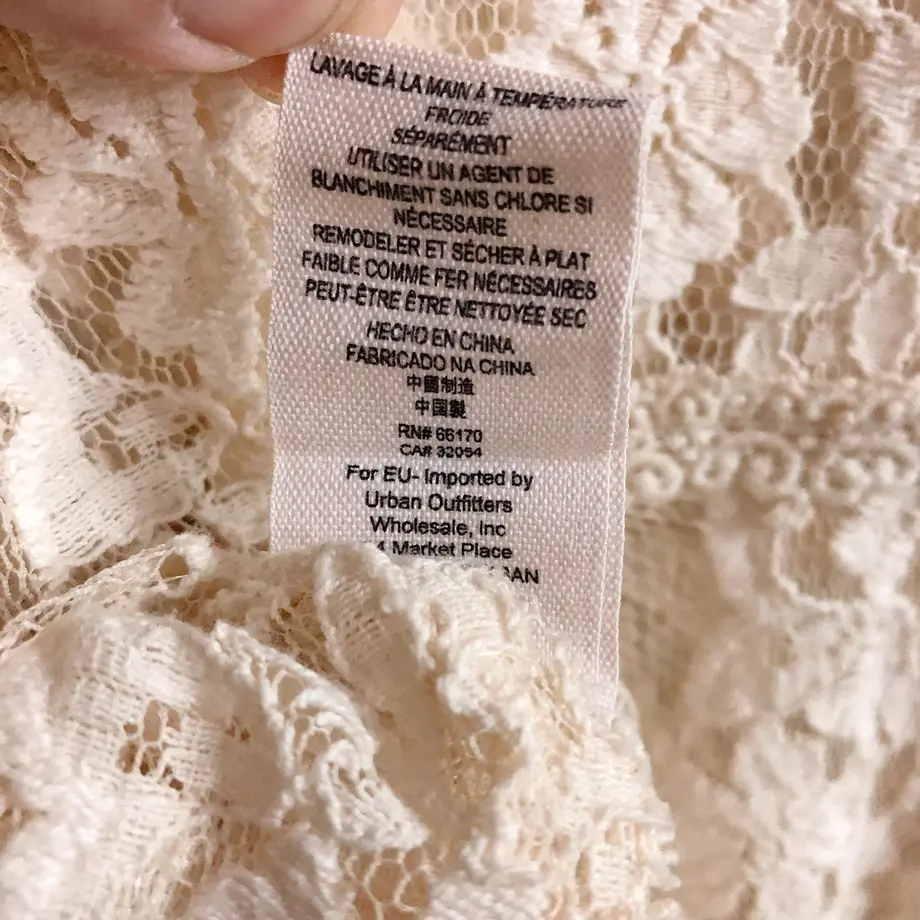 LAVAGE À LA MAIN À TEMPÉRATURE
FROIDE
SÉPARÉMENT
UTILISER UN AGENT DE
BLANCHIMENT SANS CHLORE SI
NÉCESSAIRE
REMODELER ET SÉCHER À PLAT
FAIBLE COMME FER NÉCESSAIRES
PEUT-ÊTRE ÊTRE NETTOYÉE SEC
HECHO EN CHINA
FABRICADO NA CHINA
中國制造
中国製
RN# 66170
CA# 32054
For EU- Imported by
Urban Outfitters
Wholesale, Inc
Market Place